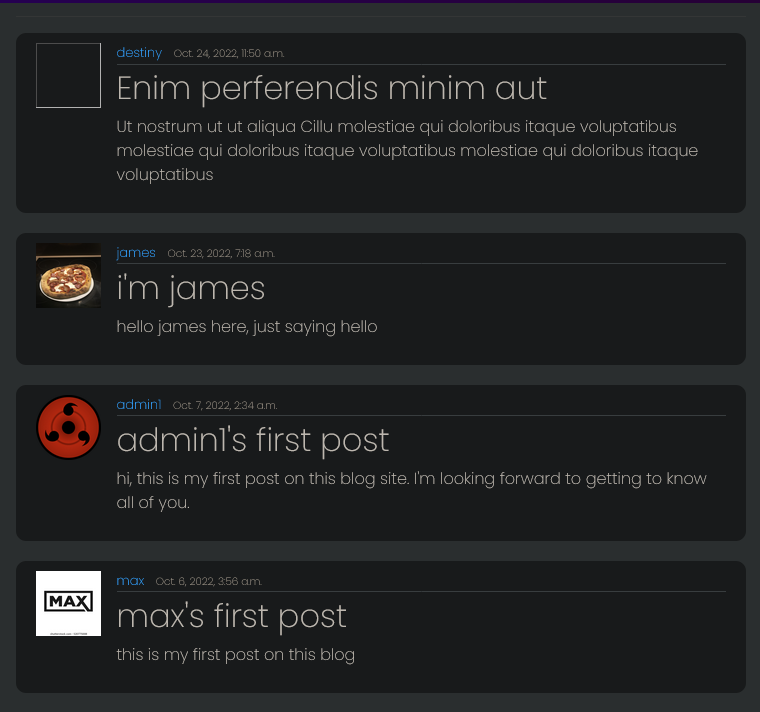 destiny Oct. 24, 2022, 11:50 a.m.
Enim perferendis minim aut
Ut nostrum ut ut aliqua Cillu molestiae qui doloribus itaque voluptatibus
molestiae qui doloribus itaque voluptatibus molestiae qui doloribus itaque
voluptatibus
james Oct. 23, 2022, 7:18 a.m.
i'm james
hello james here, just saying hello
admin1 Oct. 7, 2022, 2:34 a.m.
admin1's first post
hi, this is my first post on this blog site. I'm looking forward to getting to know
all of you.
MAX
max Oct. 6, 2022, 3:56 a.m.
max's first post
this is my first post on this blog